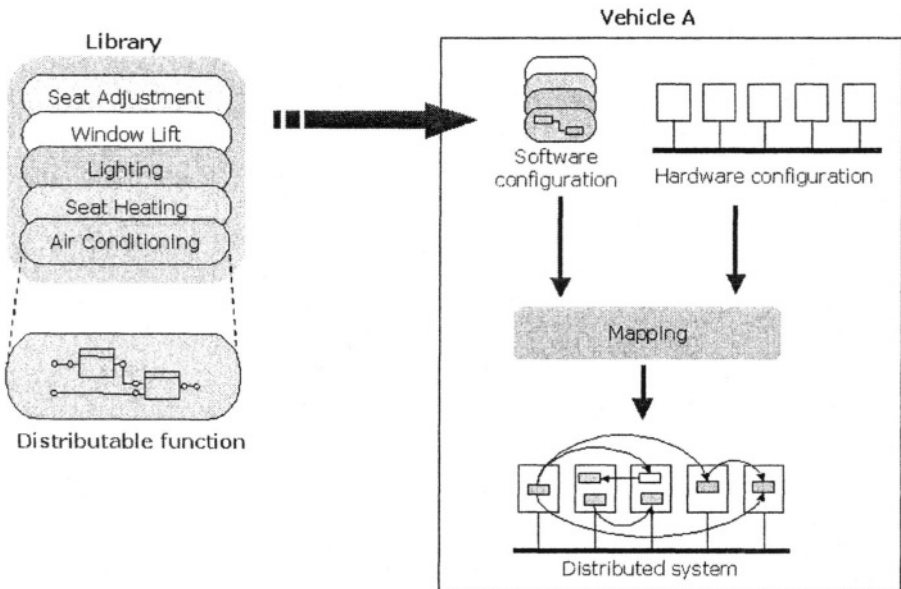 Library
Seat Adjustment
Window Lift
Lighting
Seat Heating
Air Conditioning
Distributable function
Vehicle A
Software
configuration
Hardware configuration
Mapping
Distributed system